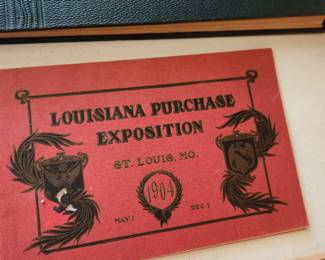 LOUISIANA PURCHASE
EXPOSITION
ST. LOUIS, MO.
1904
MAY 1 DEC. 1